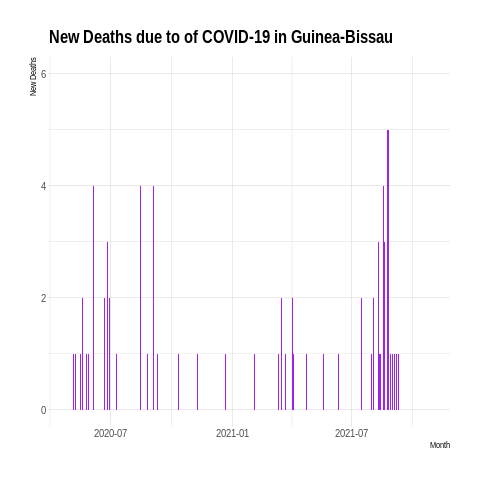 New Deaths due to of COVID-19 in Guinea-Bissau
New Deaths
6
4
2
0
2020-07
2021-01
2021-07
Month